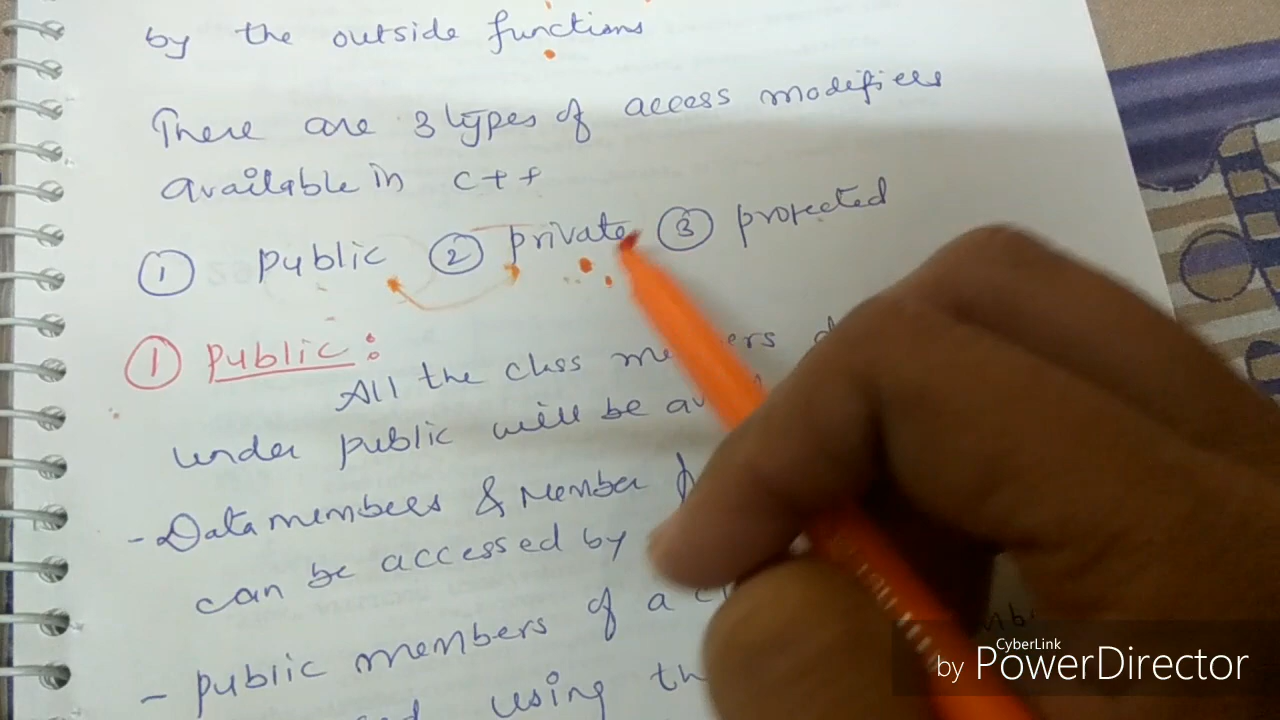 by the outside functions
There are 3 types of access modifiers
available in c++
① public ② private ③ protected
① public:
All the class
under public will be
- Data members & Member
can be accessed by
- public members of a
using
CyberLink
by PowerDirector